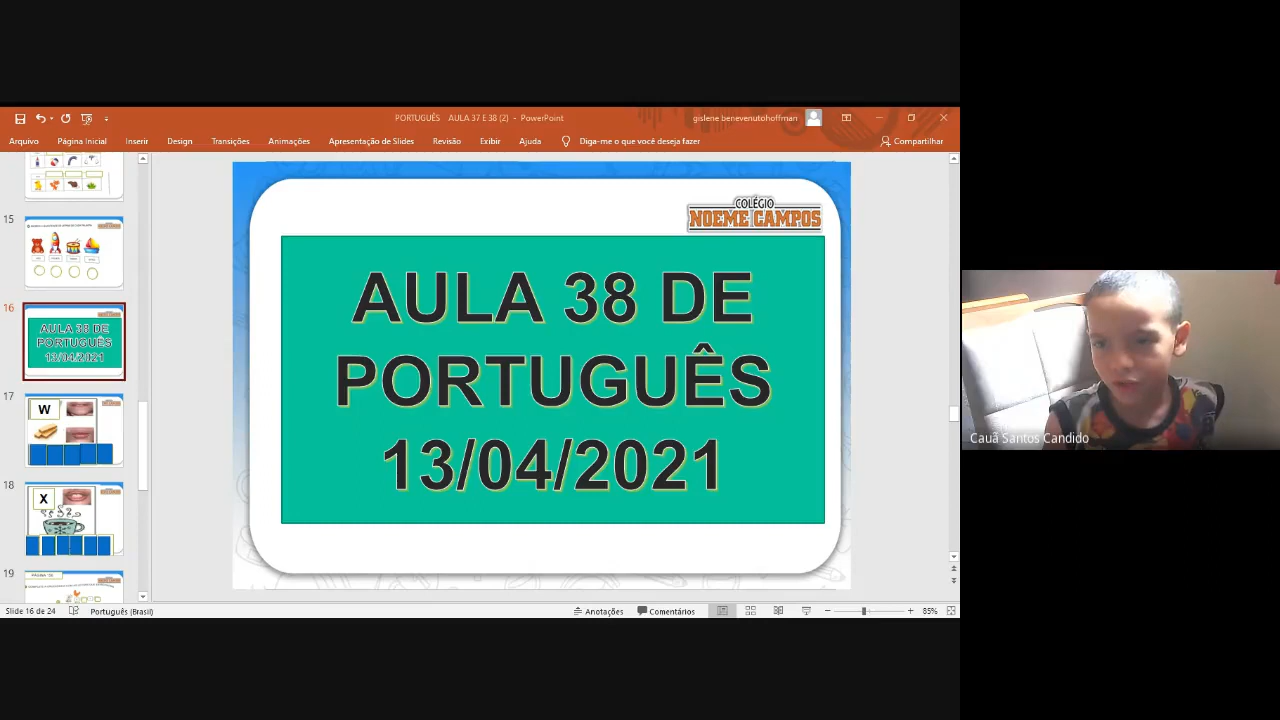 PORTUGUÊS AULA 37 E 38 (2) - PowerPoint
gislene benevenutohoffman
Arquivo Página Inicial Inserir Design Transições Animações Apresentação de Slides Revisão Exibir Ajuda Diga-me o que você deseja fazer Compartilhar
15
16
AULA 38 DE
PORTUGUÊS
13/04/2021
17
W
18
X
19
COLÉGIO
NOEME CAMPOS
AULA 38 DE
PORTUGUÊS
13/04/2021
Cauã Santos Candido
Slide 16 de 24 Português (Brasil) Anotações Comentários 85%